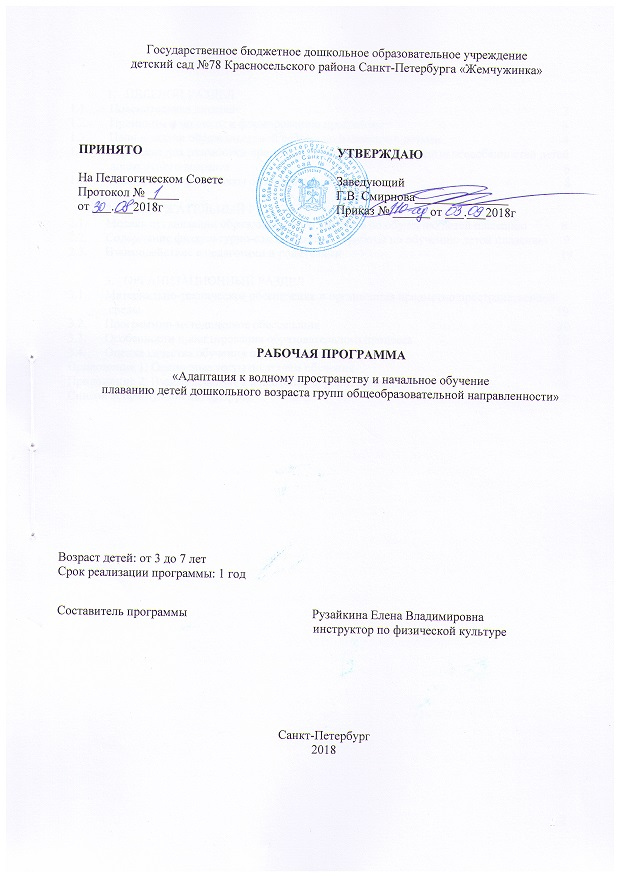 Государственное бюджетное дошкольное образовательное учреждение
детский сад №78 Красносельского района Санкт-Петербурга «Жемчужинка»
ПРИНЯТО
На Педагогическом Совете
Протокол № 1
от 30.08 2018г
УТВЕРЖДАЮ
Заведующий
Г.В. Смирнова
Приказ № от 03.09 2018г
РАБОЧАЯ ПРОГРАММА
«Адаптация к водному пространству и начальное обучение
плаванию детей дошкольного возраста групп общеобразовательной направленности»
Возраст детей: от 3 до 7 лет
Срок реализации программы: 1 год
Составитель программы
Рузайкина Елена Владимировна
инструктор по физической культуре
Санкт-Петербург
2018